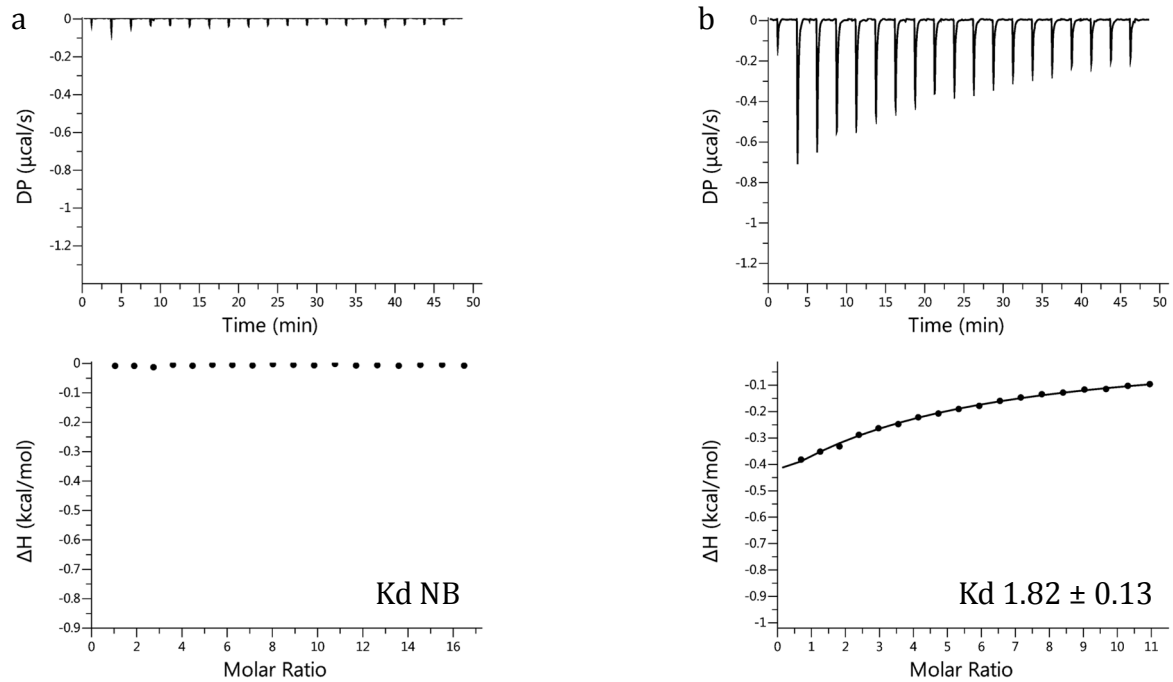 a
0
-0.2
-0.4
-0.6
-0.8
-1
-1.2
DP (µcal/s)
0 5 10 15 20 25 30 35 40 45 50
Time (min)
b
0
-0.2
-0.4
-0.6
-0.8
-1
-1.2
DP (µcal/s)
0 5 10 15 20 25 30 35 40 45 50
Time (min)
0
-0.1
-0.2
-0.3
-0.4
-0.5
-0.6
-0.7
-0.8
-0.9
ΔH (kcal/mol)
Kd NB
0 2 4 6 8 10 12 14 16
Molar Ratio
-0.1
-0.2
-0.3
-0.4
-0.5
-0.6
-0.7
-0.8
-0.9
-1
ΔH (kcal/mol)
Kd 1.82 ± 0.13
0 1 2 3 4 5 6 7 8 9 10 11
Molar Ratio